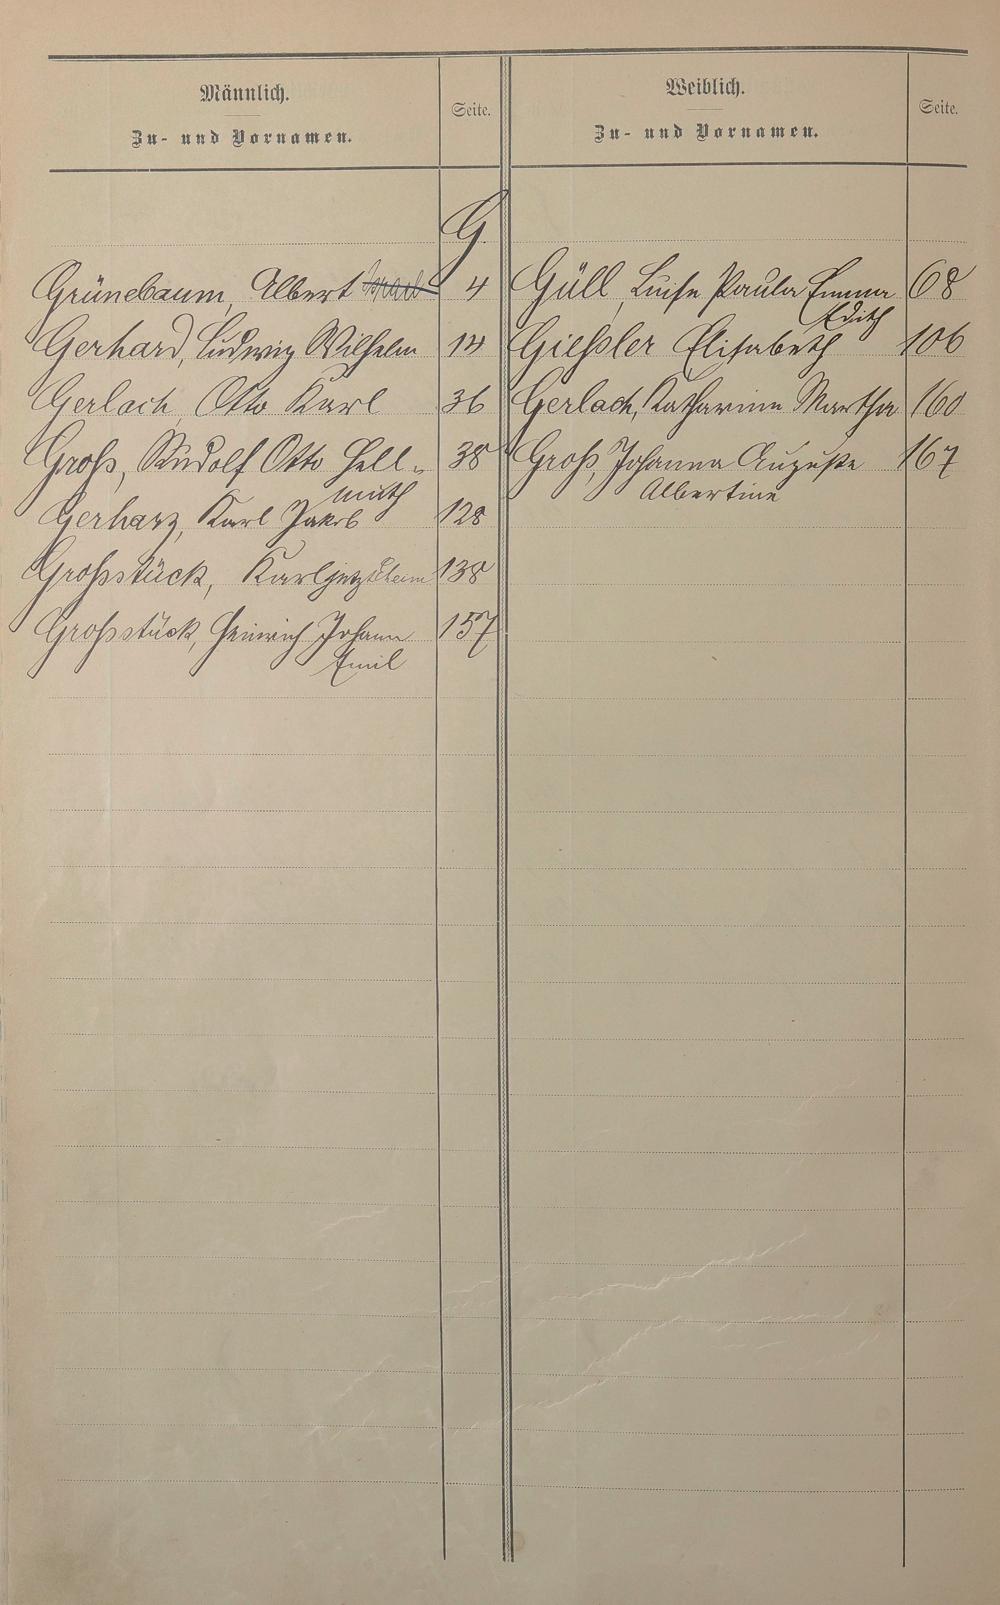 Männlich.
Zu- und Vornamen.
Seite.
Weiblich.
Zu- und Vornamen.
Seite.
G.
Grünebaum, Albert Israel 4
Gerhard, Ludwig Wilhelm 14
Gerlach, Otto Karl 36
Groß, Rudolf Otto Hell-
muth 38
Gerharz, Karl Jakob 128
Großstück, Karl jetzt 138
Großstück, Heinrich Johann
Emil 157
Güll, Luise Paula Emma
Edith 68
Gießler Elisabeth 106
Gerlach, Katharina Martha 160
Groß, Johanna Auguste
Albertine 167